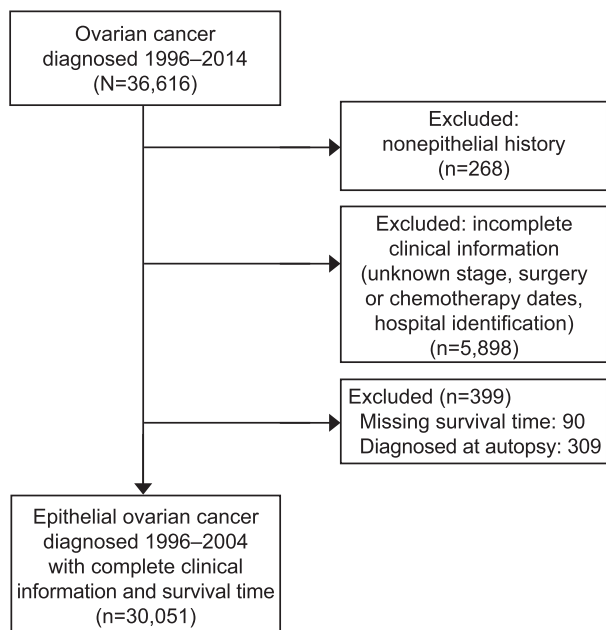 Ovarian cancer
diagnosed 1996–2014
(N=36,616)
Excluded:
nonepithelial history
(n=268)
Excluded: incomplete
clinical information
(unknown stage, surgery
or chemotherapy dates,
hospital identification)
(n=5,898)
Excluded (n=399)
Missing survival time: 90
Diagnosed at autopsy: 309
Epithelial ovarian cancer
diagnosed 1996–2004
with complete clinical
information and survival time
(n=30,051)